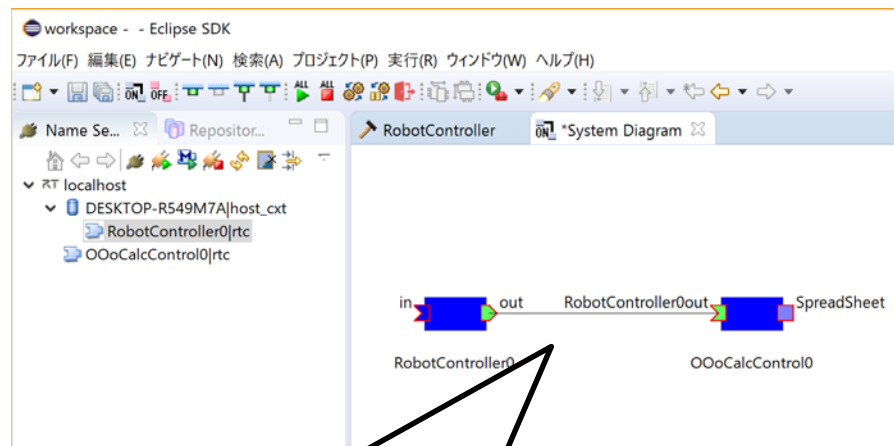 workspace - - Eclipse SDK
ファイル(F) 編集(E) ナビゲート(N) 検索(A) プロジェクト(P) 実行(R) ウィンドウ(W) ヘルプ(H)
ON OFF ALL ALL
Name Se... Repositor...
RobotController ON *System Diagram
RT localhost
DESKTOP-R549M7A|host_cxt
RobotController0|rtc
OOoCalcControl0|rtc
in out RobotController0out SpreadSheet
RobotController0 OOoCalcControl0